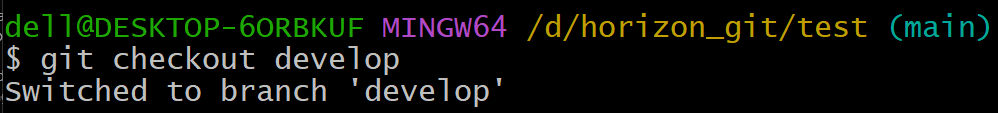 dell@DESKTOP-6ORBKUF MINGW64 /d/horizon_git/test (main)
$ git checkout develop
Switched to branch 'develop'